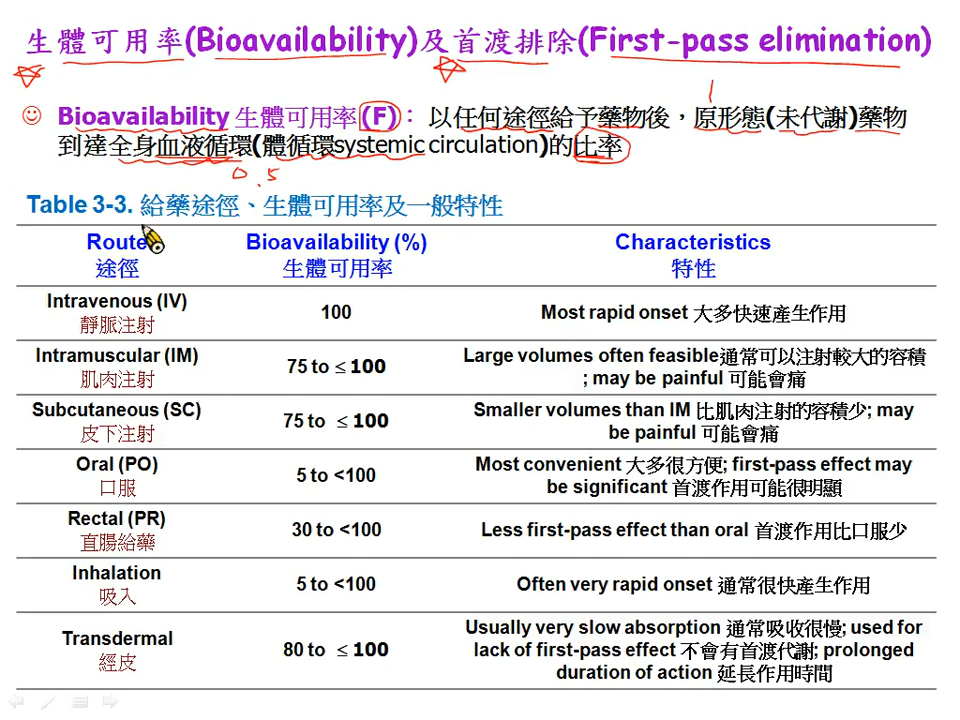 生體可用率(Bioavailability)及首渡排除(First-pass elimination)
Bioavailability 生體可用率 (F)：以任何途徑給予藥物後，原形態(未代謝)藥物
到達全身血液循環(體循環systemic circulation)的比率
0.5
Table 3-3. 給藥途徑、生體可用率及一般特性
Route Bioavailability (%) Characteristics
途徑 生體可用率 特性
Intravenous (IV)
靜脈注射
100
Most rapid onset 大多快速產生作用
Intramuscular (IM)
肌肉注射
75 to ≤ 100
Large volumes often feasible通常可以注射較大的容積
; may be painful 可能會痛
Subcutaneous (SC)
皮下注射
75 to ≤ 100
Smaller volumes than IM 比肌肉注射的容積少; may
be painful 可能會痛
Oral (PO)
口服
5 to <100
Most convenient 大多很方便; first-pass effect may
be significant 首渡作用可能很明顯
Rectal (PR)
直腸給藥
30 to <100
Less first-pass effect than oral 首渡作用比口服少
Inhalation
吸入
5 to <100
Often very rapid onset 通常很快產生作用
Transdermal
經皮
80 to ≤ 100
Usually very slow absorption 通常吸收很慢; used for
lack of first-pass effect 不會有首渡代謝; prolonged
duration of action 延長作用時間